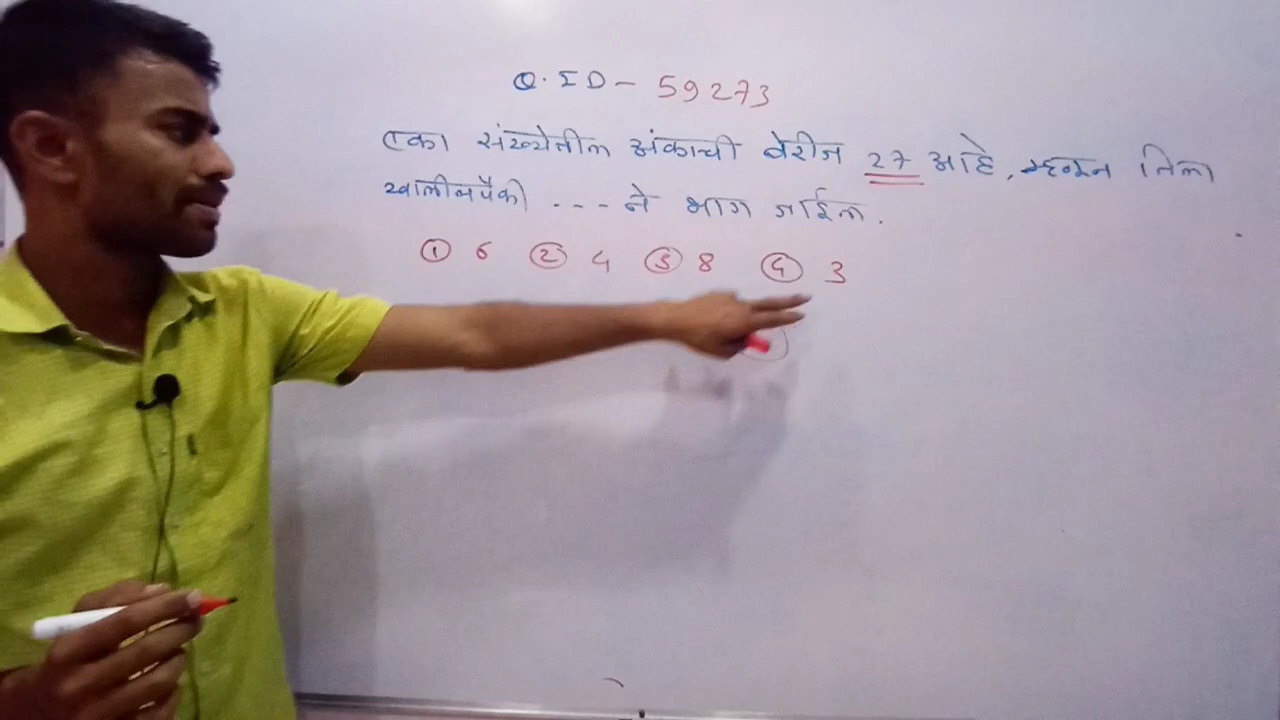 Q. ID - 59273
एका संख्येतील अंकाची बेरीज 27 आहे, म्हणून तिला
खालीलपैकी --- ने भाग जाईल.
① 6 ② 4 ③ 8 ④ 3